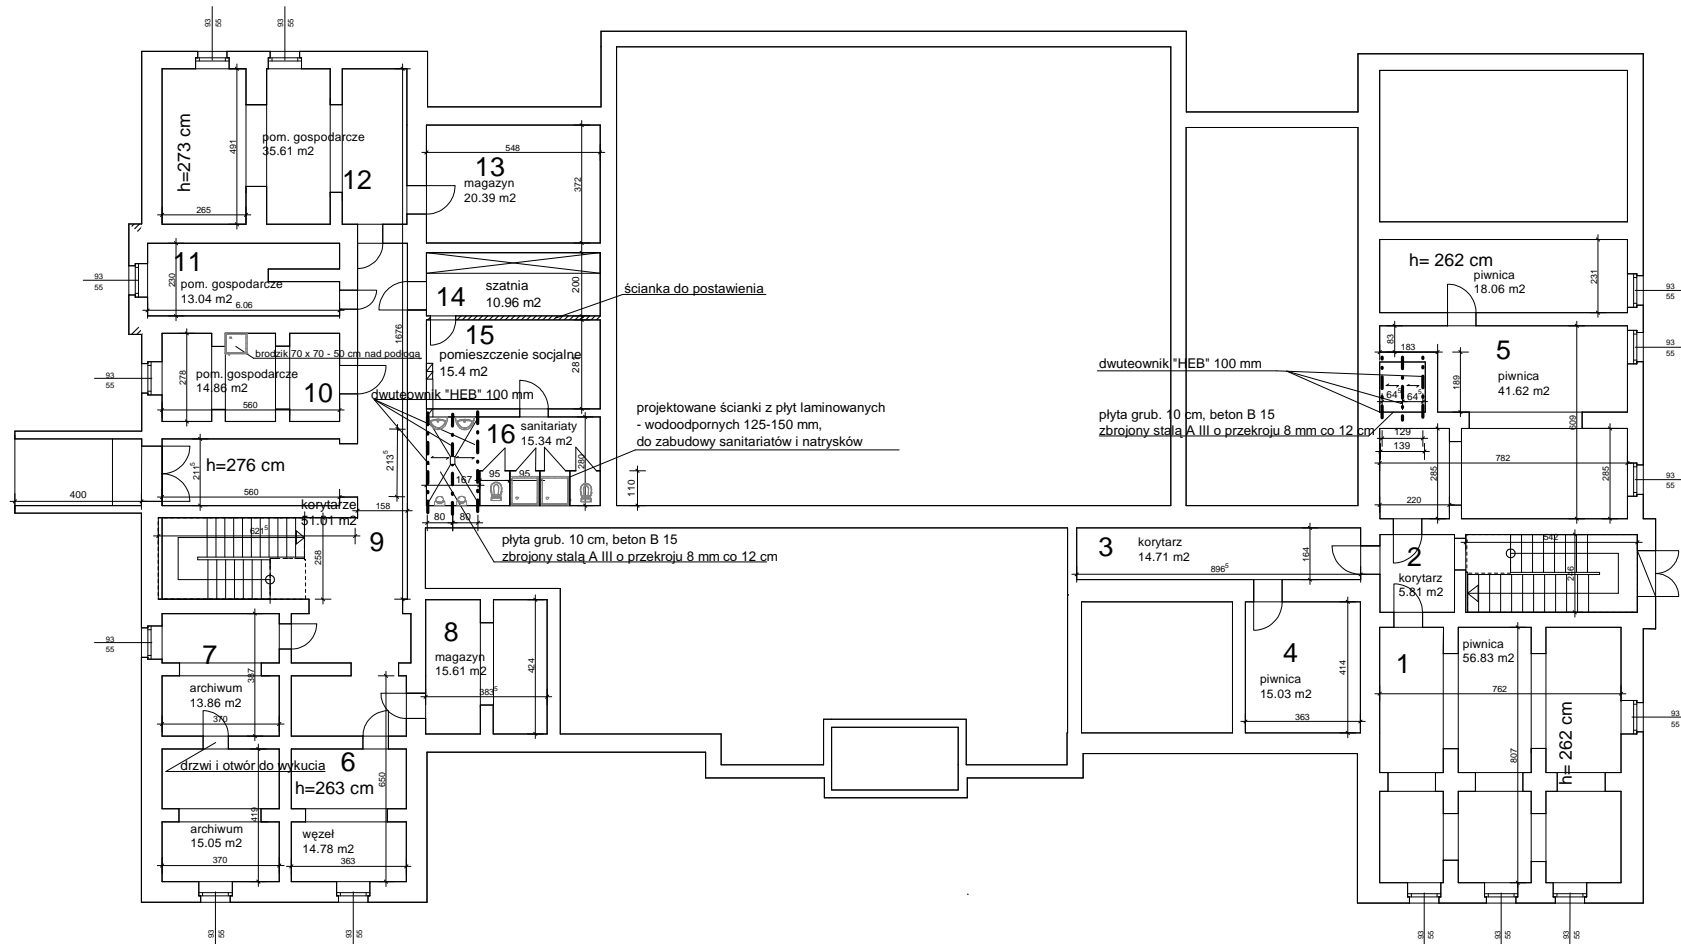 93
55
93
55
h=273 cm
491
265
pom. gospodarcze
35.61 m2
12
548
13
magazyn
20.39 m2
372
11
230
pom. gospodarcze
13.04 m2
6.06
93
55
1676
14
szatnia
10.96 m2
200
ścianka do postawienia
15
pomieszczenie socjalne
15.4 m2
287
brodzik 70 x 70 - 50 cm nad podłogą
pom. gospodarcze
14.86 m2
10
278
560
93
55
dwuteownik "HEB" 100 mm
16
sanitariaty
15.34 m2
280
projektowane ścianki z płyt laminowanych
- wodoodpornych 125-150 mm,
do zabudowy sanitariatów i natrysków
95
95
167
110
80
80
płyta grub. 10 cm, beton B 15
zbrojony stalą A III o przekroju 8 mm co 12 cm
h=276 cm
211⁵
213⁵
400
560
158
korytarze
51.01 m2
9
621⁵
258
93
55
7
387
archiwum
13.86 m2
370
8
magazyn
15.61 m2
383⁵
424
drzwi i otwór do wykucia
6
h=263 cm
650
419
archiwum
15.05 m2
370
węzeł
14.78 m2
363
93
55
93
55
h= 262 cm
piwnica
18.06 m2
231
93
55
83
183
5
piwnica
41.62 m2
189
609
93
55
dwuteownik "HEB" 100 mm
64⁵
64⁵
płyta grub. 10 cm, beton B 15
zbrojony stalą A III o przekroju 8 mm co 12 cm
129
139
285
220
782
285
93
55
3
korytarz
14.71 m2
164
896⁵
2
korytarz
5.81 m2
542
246
4
piwnica
15.03 m2
414
363
1
piwnica
56.83 m2
762
807
h= 262 cm
93
55
93
55
93
55
93
55